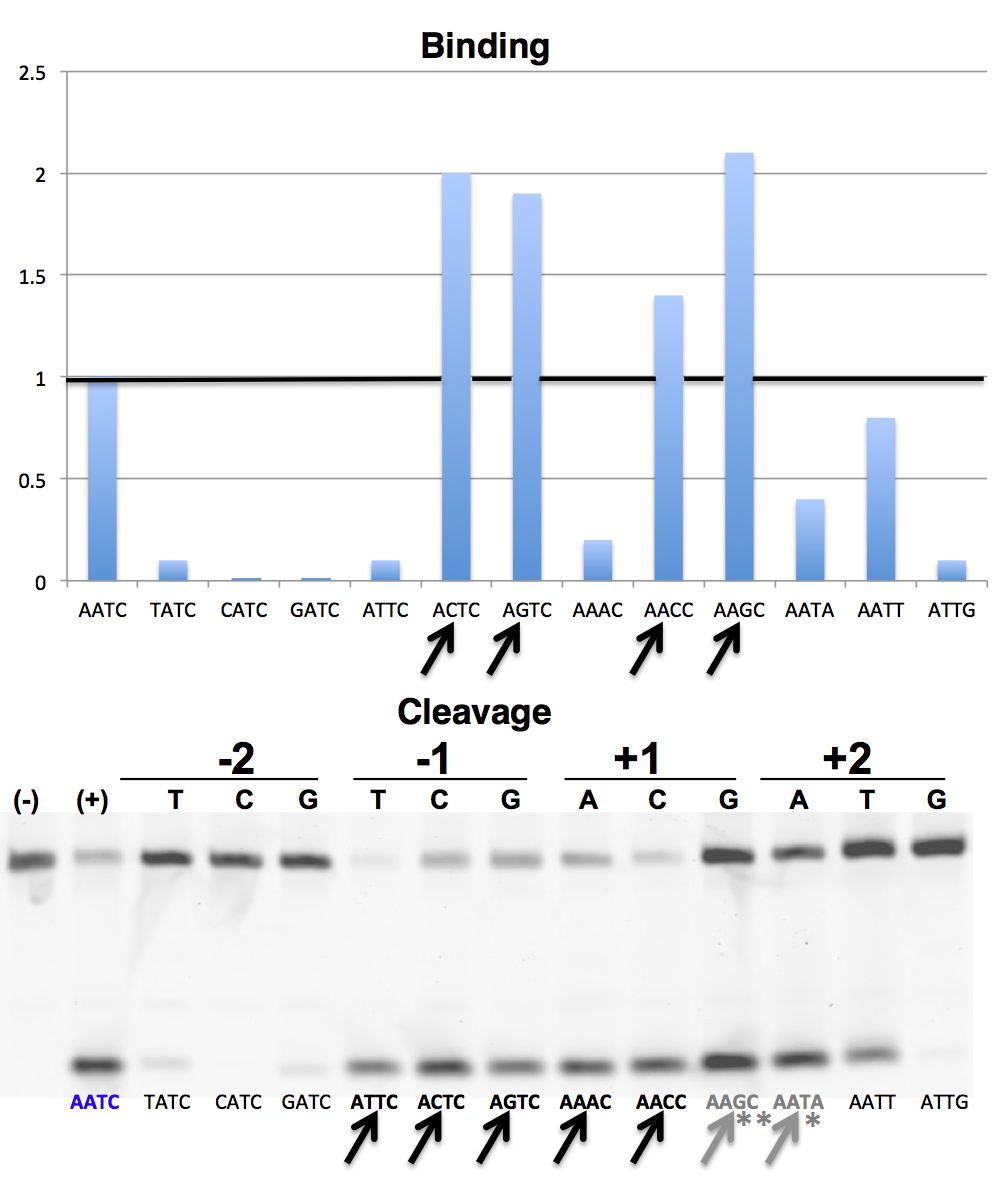 Binding
2.5
2
1.5
1
0.5
0
AATC TATC CATC GATC ATTC ACTC AGTC AAAC AACC AAGC AATA AATT ATTG
Cleavage
-2 -1 +1 +2
(-) (+) T C G T C G A C G A T G
AATC TATC CATC GATC ATTC ACTC AGTC AAAC AACC AAGC AATA AATT ATTG
** *